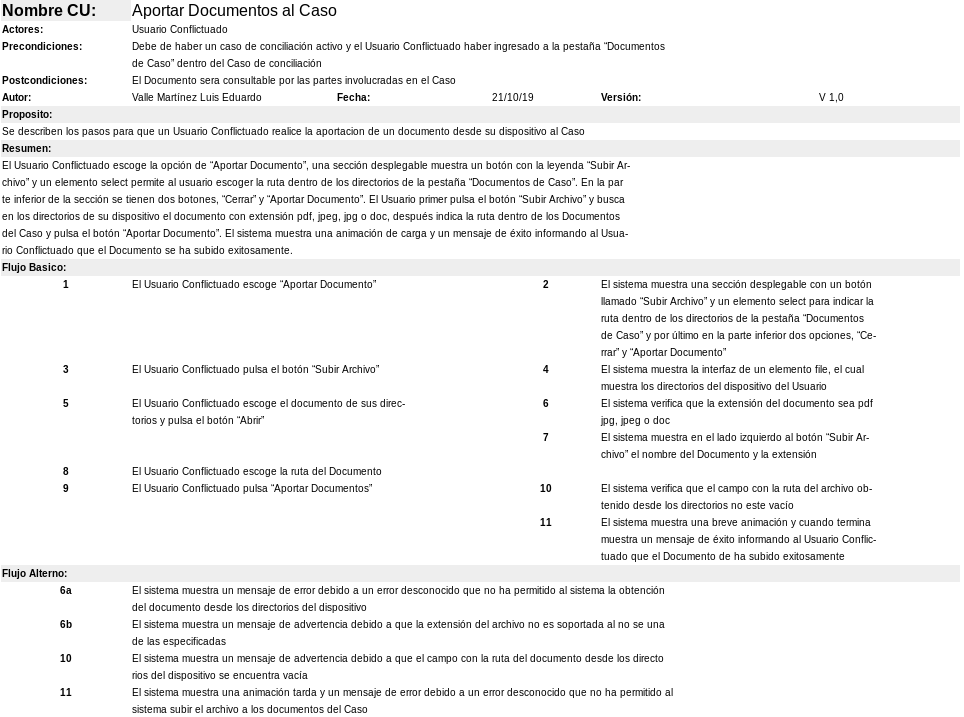 Nombre CU: Aportar Documentos al Caso
Actores: Usuario Conflictuado
Precondiciones: Debe de haber un caso de conciliación activo y el Usuario Conflictuado haber ingresado a la pestaña “Documentos
de Caso” dentro del Caso de conciliación
Postcondiciones: El Documento sera consultable por las partes involucradas en el Caso
Autor: Valle Martínez Luis Eduardo Fecha: 21/10/19 Versión: V 1,0
Proposito:
Se describen los pasos para que un Usuario Conflictuado realice la aportacion de un documento desde su dispositivo al Caso
Resumen:
El Usuario Conflictuado escoge la opción de “Aportar Documento”, una sección desplegable muestra un botón con la leyenda “Subir Ar-
chivo” y un elemento select permite al usuario escoger la ruta dentro de los directorios de la pestaña “Documentos de Caso”. En la par
te inferior de la sección se tienen dos botones, “Cerrar” y “Aportar Documento”. El Usuario primer pulsa el botón “Subir Archivo” y busca
en los directorios de su dispositivo el documento con extensión pdf, jpeg, jpg o doc, después indica la ruta dentro de los Documentos
del Caso y pulsa el botón “Aportar Documento”. El sistema muestra una animación de carga y un mensaje de éxito informando al Usua-
rio Conflictuado que el Documento se ha subido exitosamente.
Flujo Basico:
1 El Usuario Conflictuado escoge “Aportar Documento”
2 El sistema muestra una sección desplegable con un botón
llamado “Subir Archivo” y un elemento select para indicar la
ruta dentro de los directorios de la pestaña “Documentos
de Caso” y por último en la parte inferior dos opciones, “Ce-
rrar” y “Aportar Documento”
3 El Usuario Conflictuado pulsa el botón “Subir Archivo”
4 El sistema muestra la interfaz de un elemento file, el cual
muestra los directorios del dispositivo del Usuario
5 El Usuario Conflictuado escoge el documento de sus direc-
torios y pulsa el botón “Abrir”
6 El sistema verifica que la extensión del documento sea pdf
jpg, jpeg o doc
7 El sistema muestra en el lado izquierdo al botón “Subir Ar-
chivo” el nombre del Documento y la extensión
8 El Usuario Conflictuado escoge la ruta del Documento
9 El Usuario Conflictuado pulsa “Aportar Documentos”
10 El sistema verifica que el campo con la ruta del archivo ob-
tenido desde los directorios no este vacío
11 El sistema muestra una breve animación y cuando termina
muestra un mensaje de éxito informando al Usuario Conflic-
tuado que el Documento de ha subido exitosamente
Flujo Alterno:
6a El sistema muestra un mensaje de error debido a un error desconocido que no ha permitido al sistema la obtención
del documento desde los directorios del dispositivo
6b El sistema muestra un mensaje de advertencia debido a que la extensión del archivo no es soportada al no se una
de las especificadas
10 El sistema muestra un mensaje de advertencia debido a que el campo con la ruta del documento desde los directo
rios del dispositivo se encuentra vacía
11 El sistema muestra una animación tarda y un mensaje de error debido a un error desconocido que no ha permitido al
sistema subir el archivo a los documentos del Caso